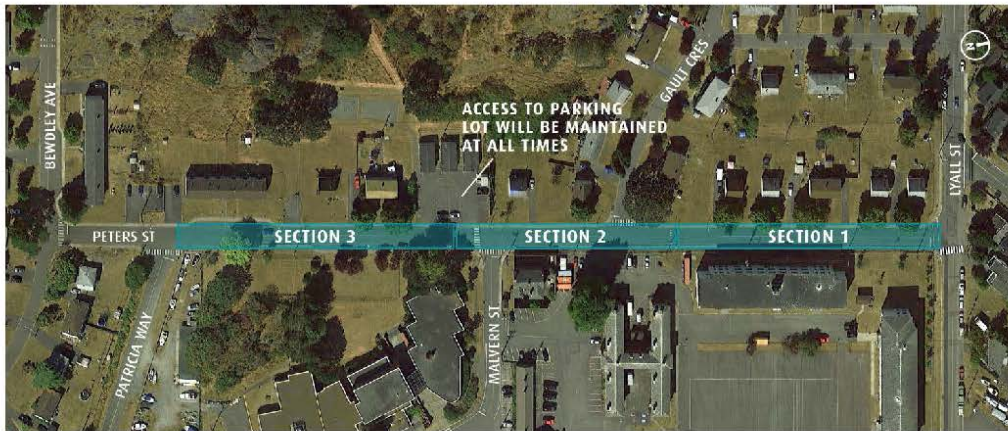 BEWDLEY AVE
ACCESS TO PARKING
LOT WILL BE MAINTAINED
AT ALL TIMES
GAULT CRES
N
LYALL ST
PETERS ST
SECTION 3
SECTION 2
SECTION 1
PATRICIA WAY
MALVERN ST